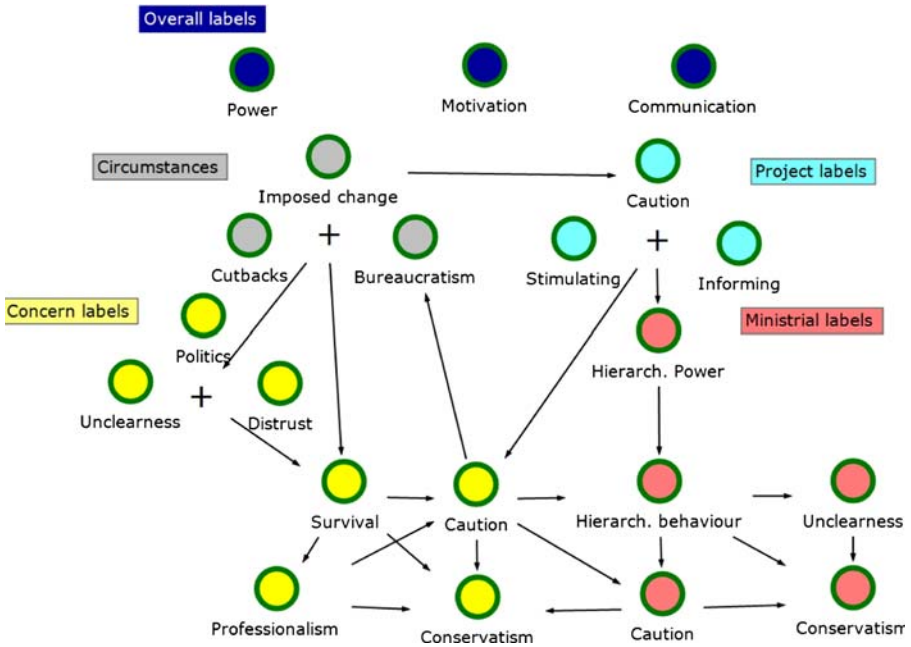 Overall labels
Power
Motivation
Communication
Circumstances
Project labels
Imposed change
Caution
+
+
Cutbacks
Bureaucratism
Stimulating
Informing
Concern labels
Ministrial labels
Politics
Hierarch. Power
Unclearness
+
Distrust
Survival
Caution
Hierarch. behaviour
Unclearness
Professionalism
Conservatism
Caution
Conservatism